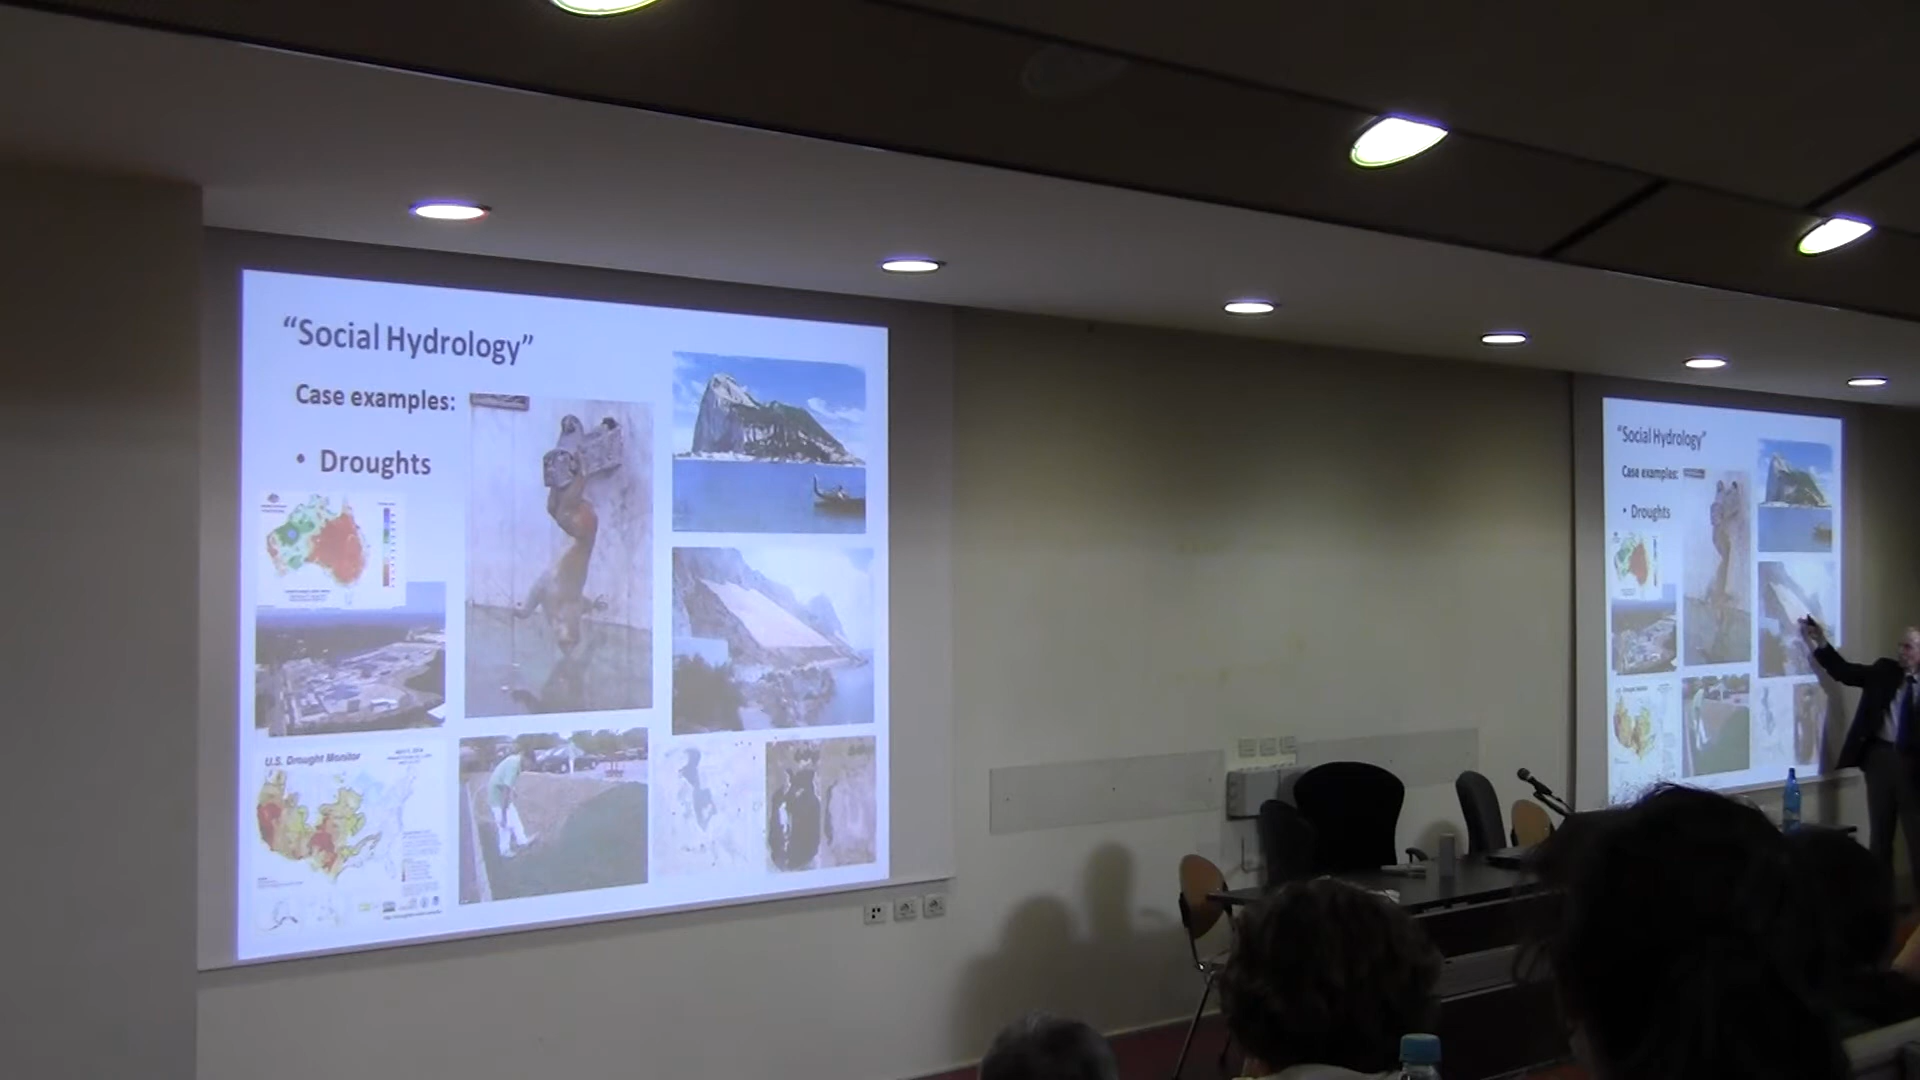 “Social Hydrology”
Case examples:
• Droughts
U.S. Drought Monitor
“Social Hydrology”
Case examples:
• Droughts